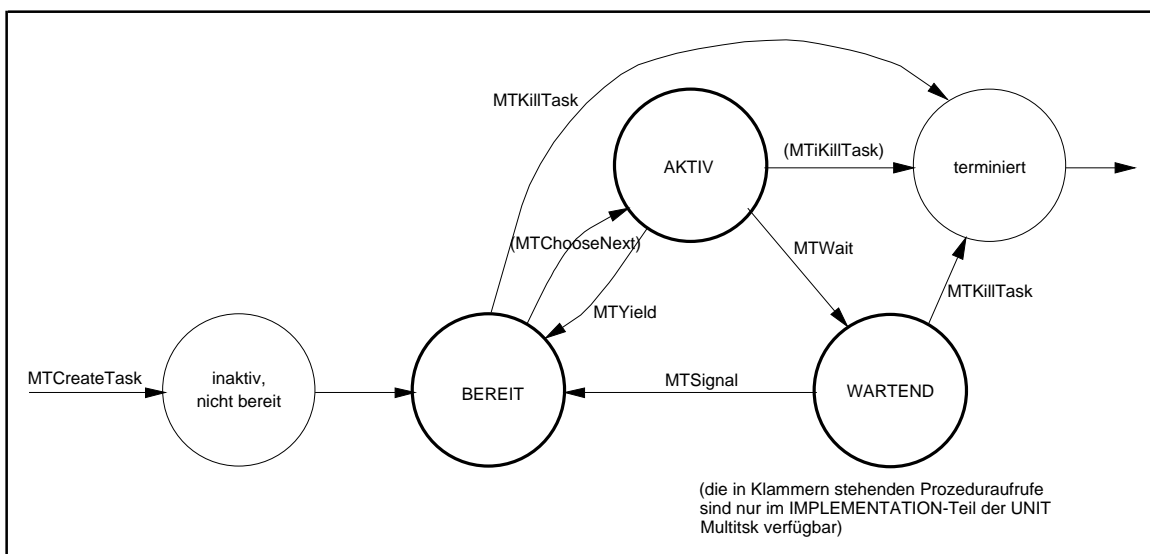 MTKillTask
AKTIV
(MTiKillTask)
terminiert
(MTChooseNext)
MTWait
MTYield
MTKillTask
MTCreateTask
inaktiv,
nicht bereit
BEREIT
MTSignal
WARTEND
(die in Klammern stehenden Prozeduraufrufe
sind nur im IMPLEMENTATION-Teil der UNIT
Multitsk verfügbar)